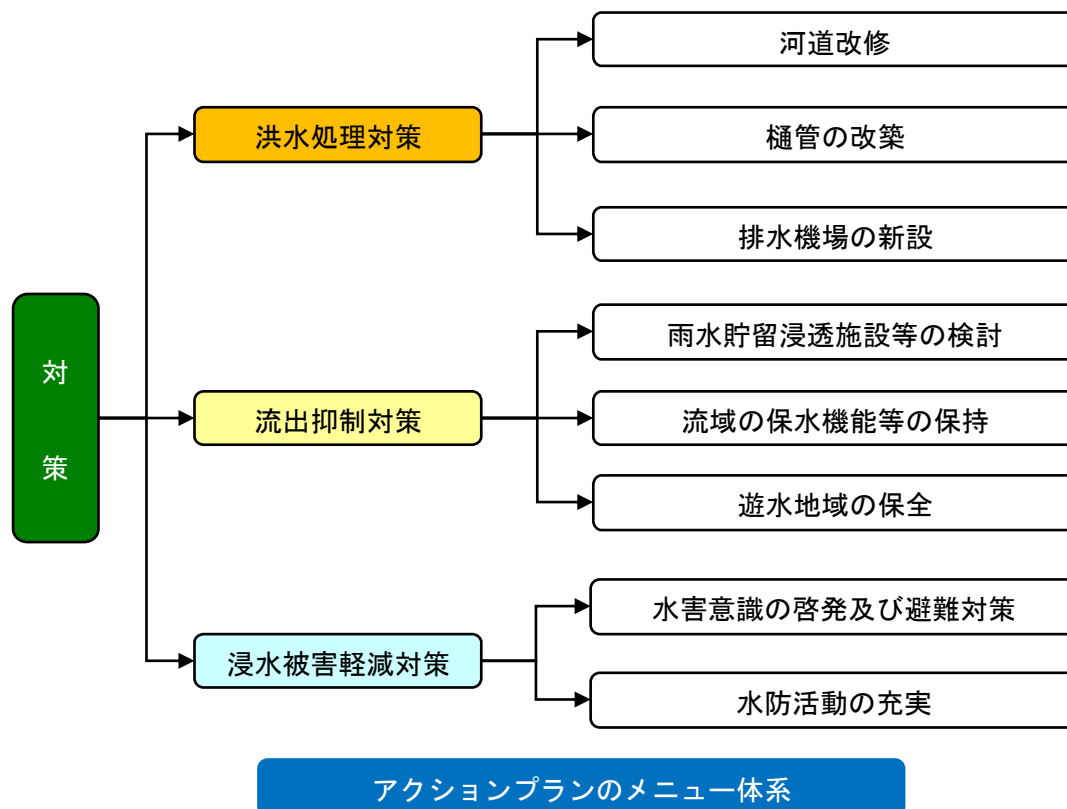 対
策
洪水処理対策
河道改修
樋管の改築
排水機場の新設
流出抑制対策
雨水貯留浸透施設等の検討
流域の保水機能等の保持
遊水地域の保全
浸水被害軽減対策
水害意識の啓発及び避難対策
水防活動の充実
アクションプランのメニュー体系